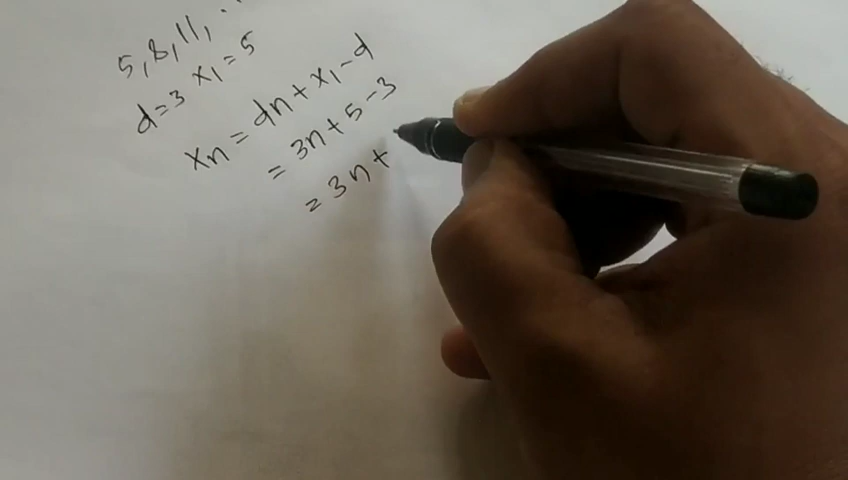 5, 8, 11, ..
d = 3 x₁ = 5
xn = dn + x₁ - d
= 3n + 5 - 3
= 3n +